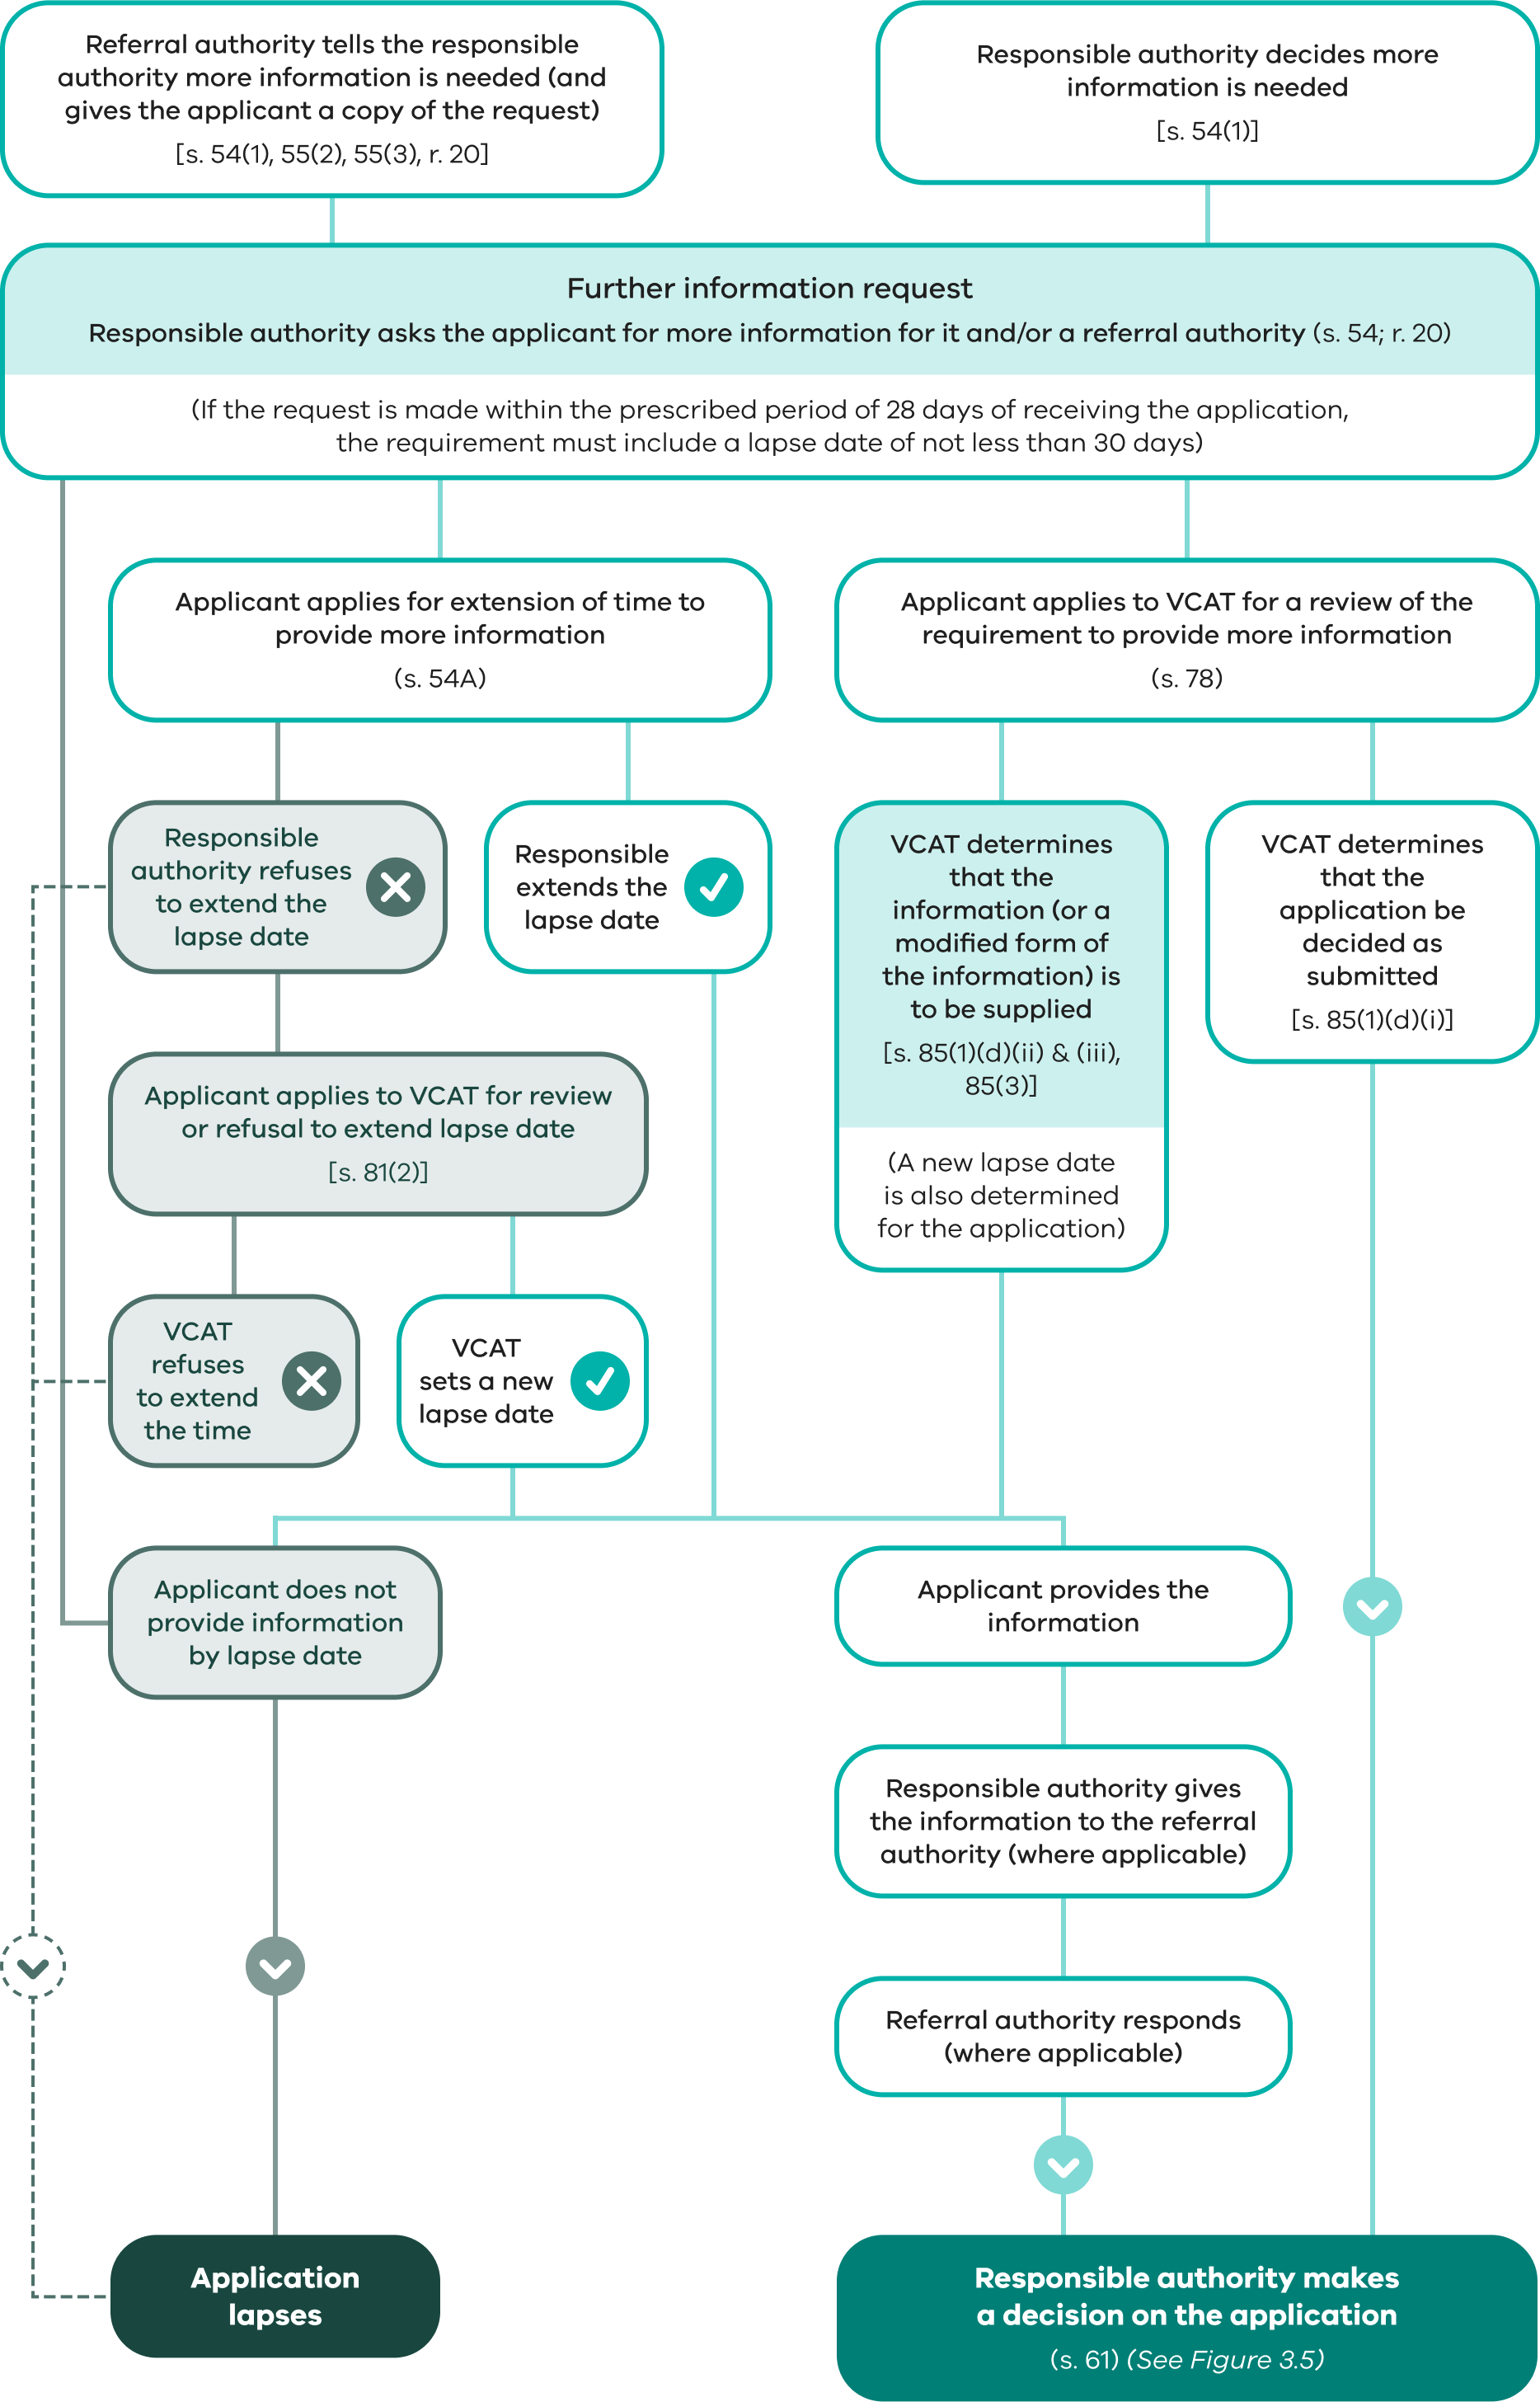 Referral authority tells the responsible
authority more information is needed (and
gives the applicant a copy of the request)
[s. 54(1), 55(2), 55(3), r. 20]
Responsible authority decides more
information is needed
[s. 54(1)]
Further information request
Responsible authority asks the applicant for more information for it and/or a referral authority (s. 54; r. 20)
(If the request is made within the prescribed period of 28 days of receiving the application,
the requirement must include a lapse date of not less than 30 days)
Applicant applies for extension of time to
provide more information
(s. 54A)
Applicant applies to VCAT for a review of the
requirement to provide more information
(s. 78)
Responsible
authority refuses
to extend the
lapse date
Responsible
extends the
lapse date
VCAT determines
that the
information (or a
modified form of
the information) is
to be supplied
[s. 85(1)(d)(ii) & (iii),
85(3)]
(A new lapse date
is also determined
for the application)
VCAT determines
that the
application be
decided as
submitted
[s. 85(1)(d)(i)]
Applicant applies to VCAT for review
or refusal to extend lapse date
[s. 81(2)]
VCAT
refuses
to extend
the time
VCAT
sets a new
lapse date
Applicant does not
provide information
by lapse date
Applicant provides the
information
Responsible authority gives
the information to the referral
authority (where applicable)
Referral authority responds
(where applicable)
Application
lapses
Responsible authority makes
a decision on the application
(s. 61) (See Figure 3.5)